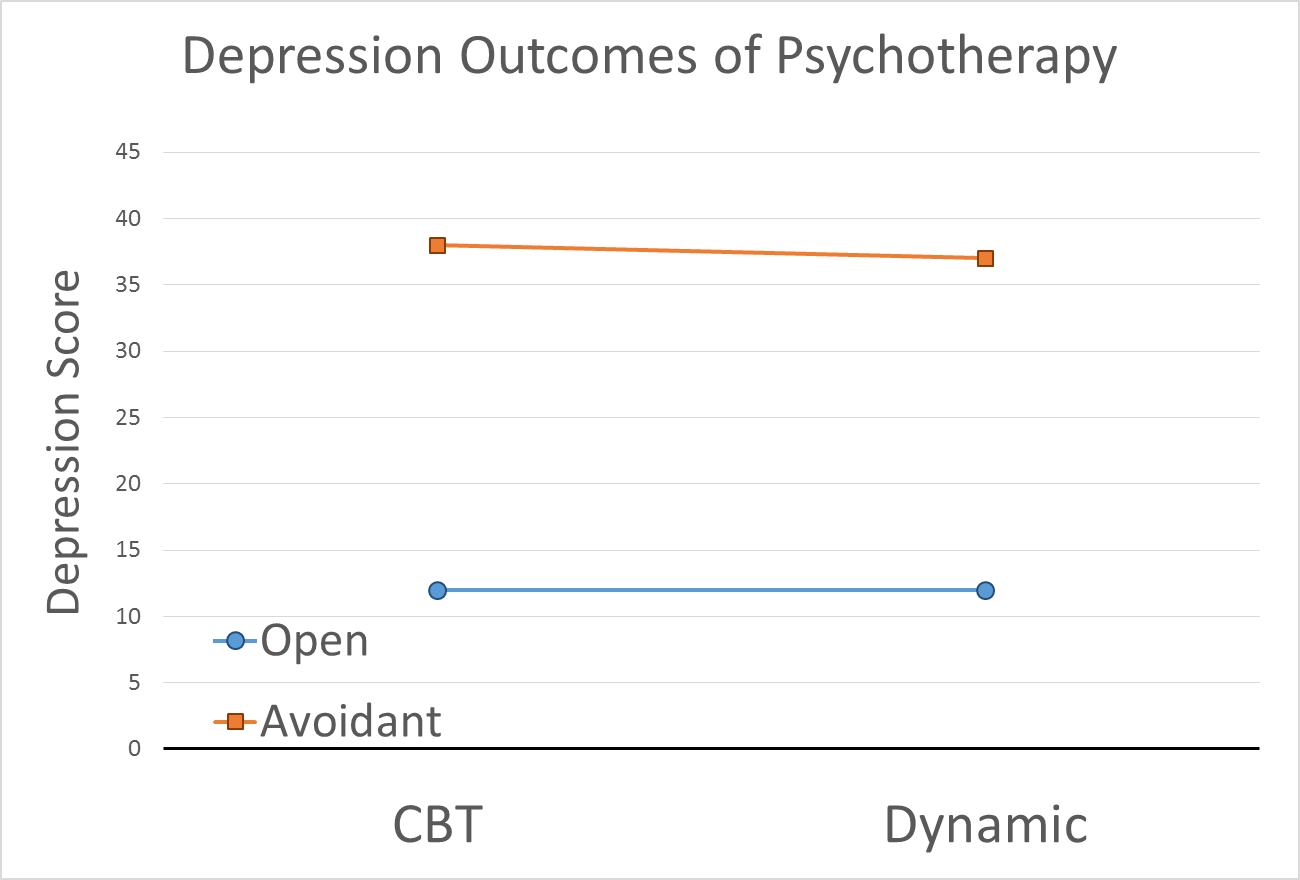 Depression Outcomes of Psychotherapy
Depression Score
45
40
35
30
25
20
15
10
5
0
Open
Avoidant
CBT
Dynamic